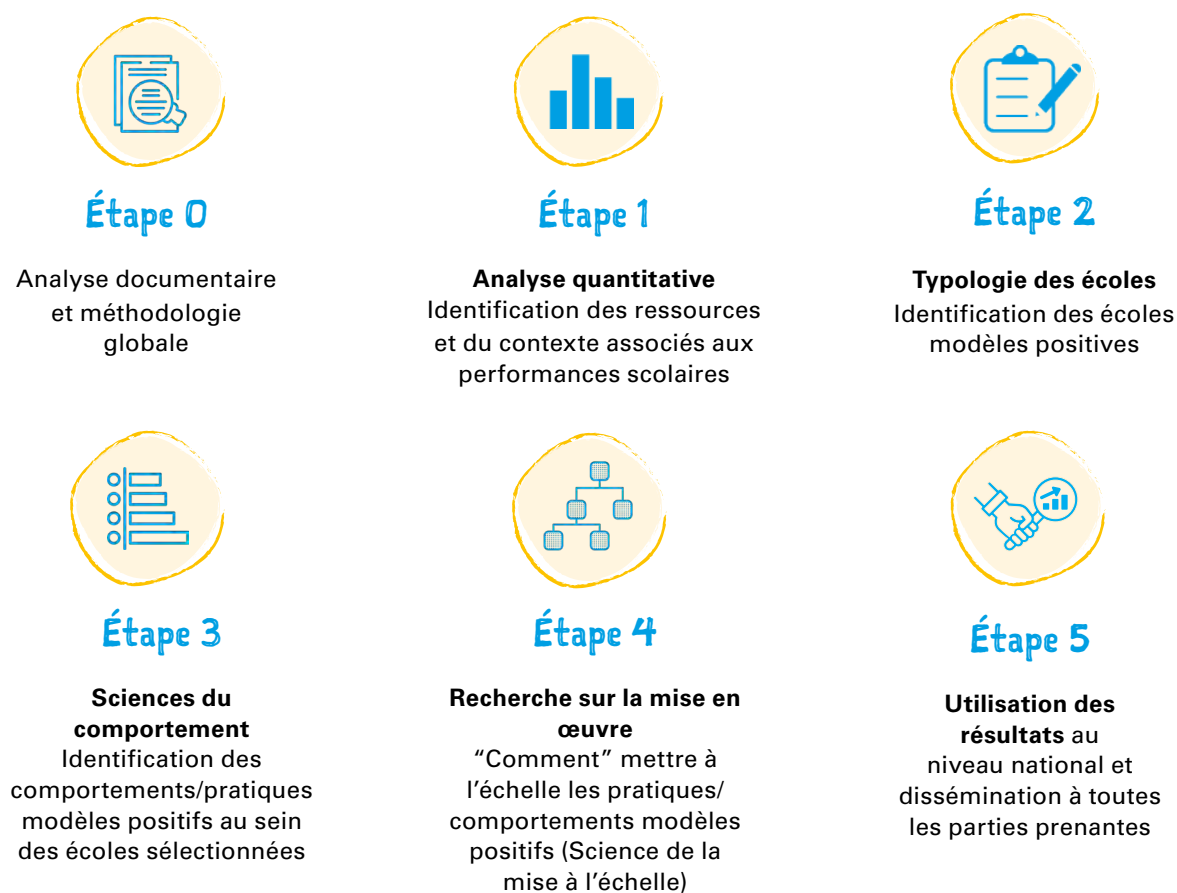 Étape 0
Analyse documentaire
et méthodologie
globale
Étape 1
Analyse quantitative
Identification des ressources
et du contexte associés aux
performances scolaires
Étape 2
Typologie des écoles
Identification des écoles
modèles positives
Étape 3
Sciences du
comportement
Identification des
comportements/pratiques
modèles positifs au sein
des écoles sélectionnées
Étape 4
Recherche sur la mise en
œuvre
“Comment” mettre à
l’échelle les pratiques/
comportements modèles
positifs (Science de la
mise à l’échelle)
Étape 5
Utilisation des
résultats au
niveau national et
dissémination à toutes
les parties prenantes